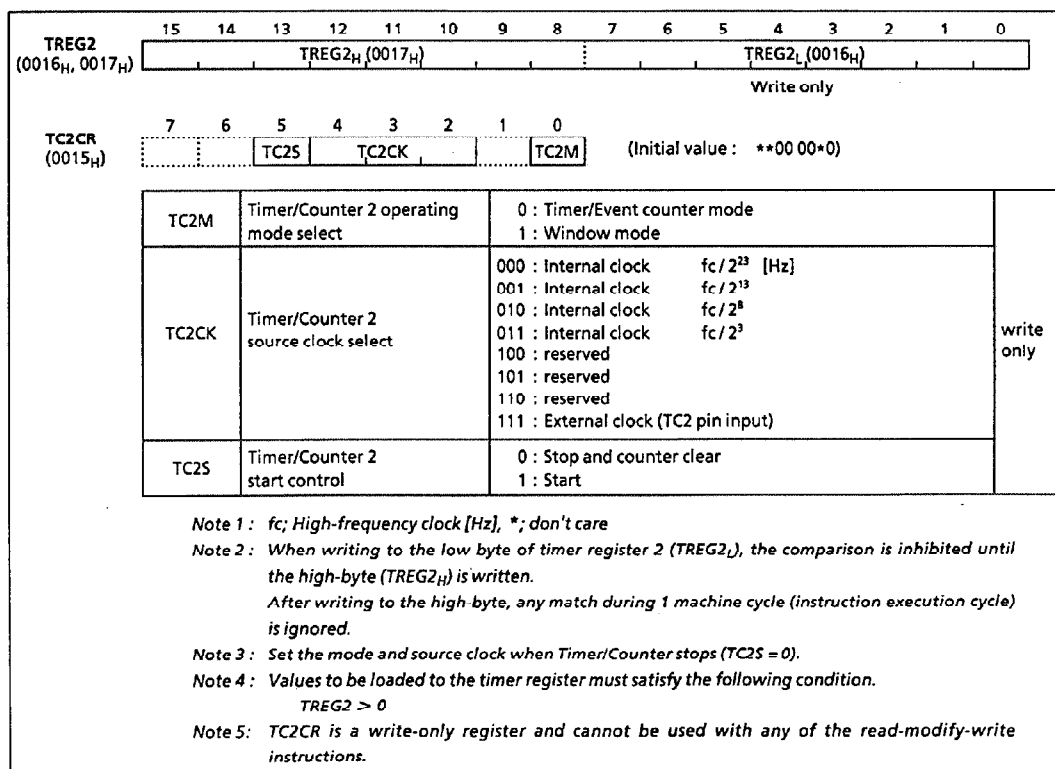 15 14 13 12 11 10 9 8 7 6 5 4 3 2 1 0
TREG2
(0016H, 0017H)
TREG2H (0017H) TREG2L (0016H)
Write only
7 6 5 4 3 2 1 0
TC2CR
(0015H)
TC2S TC2CK TC2M (Initial value : **00 00*0)
TC2M
Timer/Counter 2 operating
mode select
0 : Timer/Event counter mode
1 : Window mode
TC2CK
Timer/Counter 2
source clock select
000 : Internal clock fc/2²³ [Hz]
001 : Internal clock fc/2¹³
010 : Internal clock fc/2⁸
011 : Internal clock fc/2³
100 : reserved
101 : reserved
110 : reserved
111 : External clock (TC2 pin input)
write
only
TC2S
Timer/Counter 2
start control
0 : Stop and counter clear
1 : Start
Note 1 : fc; High-frequency clock [Hz], *; don't care
Note 2 : When writing to the low byte of timer register 2 (TREG2L), the comparison is inhibited until
the high-byte (TREG2H) is written.
After writing to the high-byte, any match during 1 machine cycle (instruction execution cycle)
is ignored.
Note 3 : Set the mode and source clock when Timer/Counter stops (TC2S = 0).
Note 4 : Values to be loaded to the timer register must satisfy the following condition.
TREG2 > 0
Note 5: TC2CR is a write-only register and cannot be used with any of the read-modify-write
instructions.